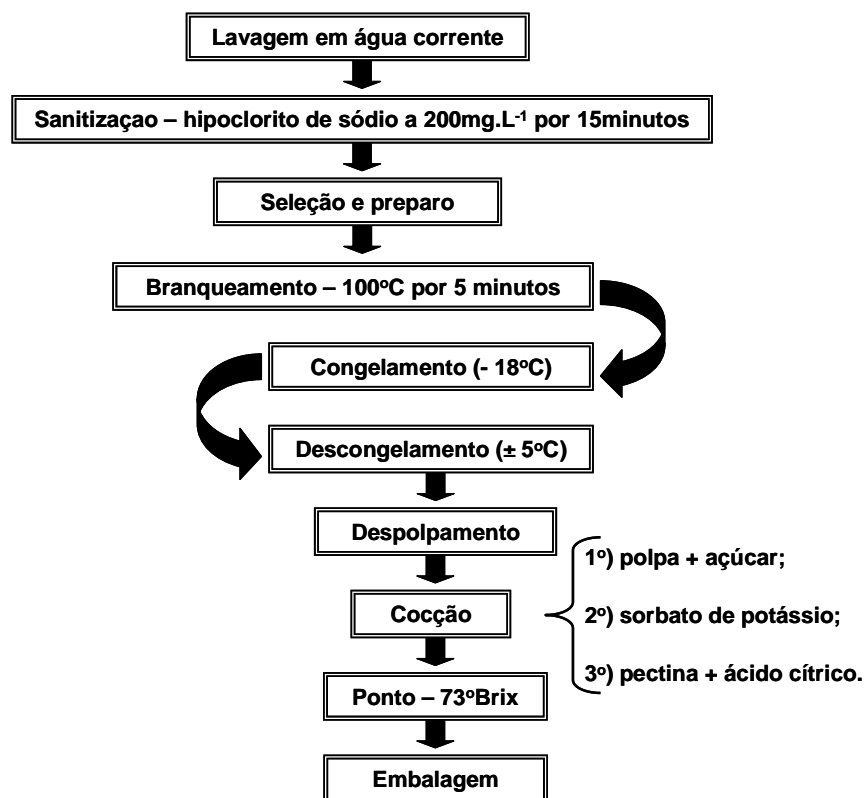 Lavagem em água corrente
Sanitizaçao – hipoclorito de sódio a 200mg.L⁻¹ por 15minutos
Seleção e preparo
Branqueamento – 100ºC por 5 minutos
Congelamento (- 18ºC)
Descongelamento (± 5ºC)
Despolpamento
1º) polpa + açúcar;
Cocção
2º) sorbato de potássio;
3º) pectina + ácido cítrico.
Ponto – 73ºBrix
Embalagem